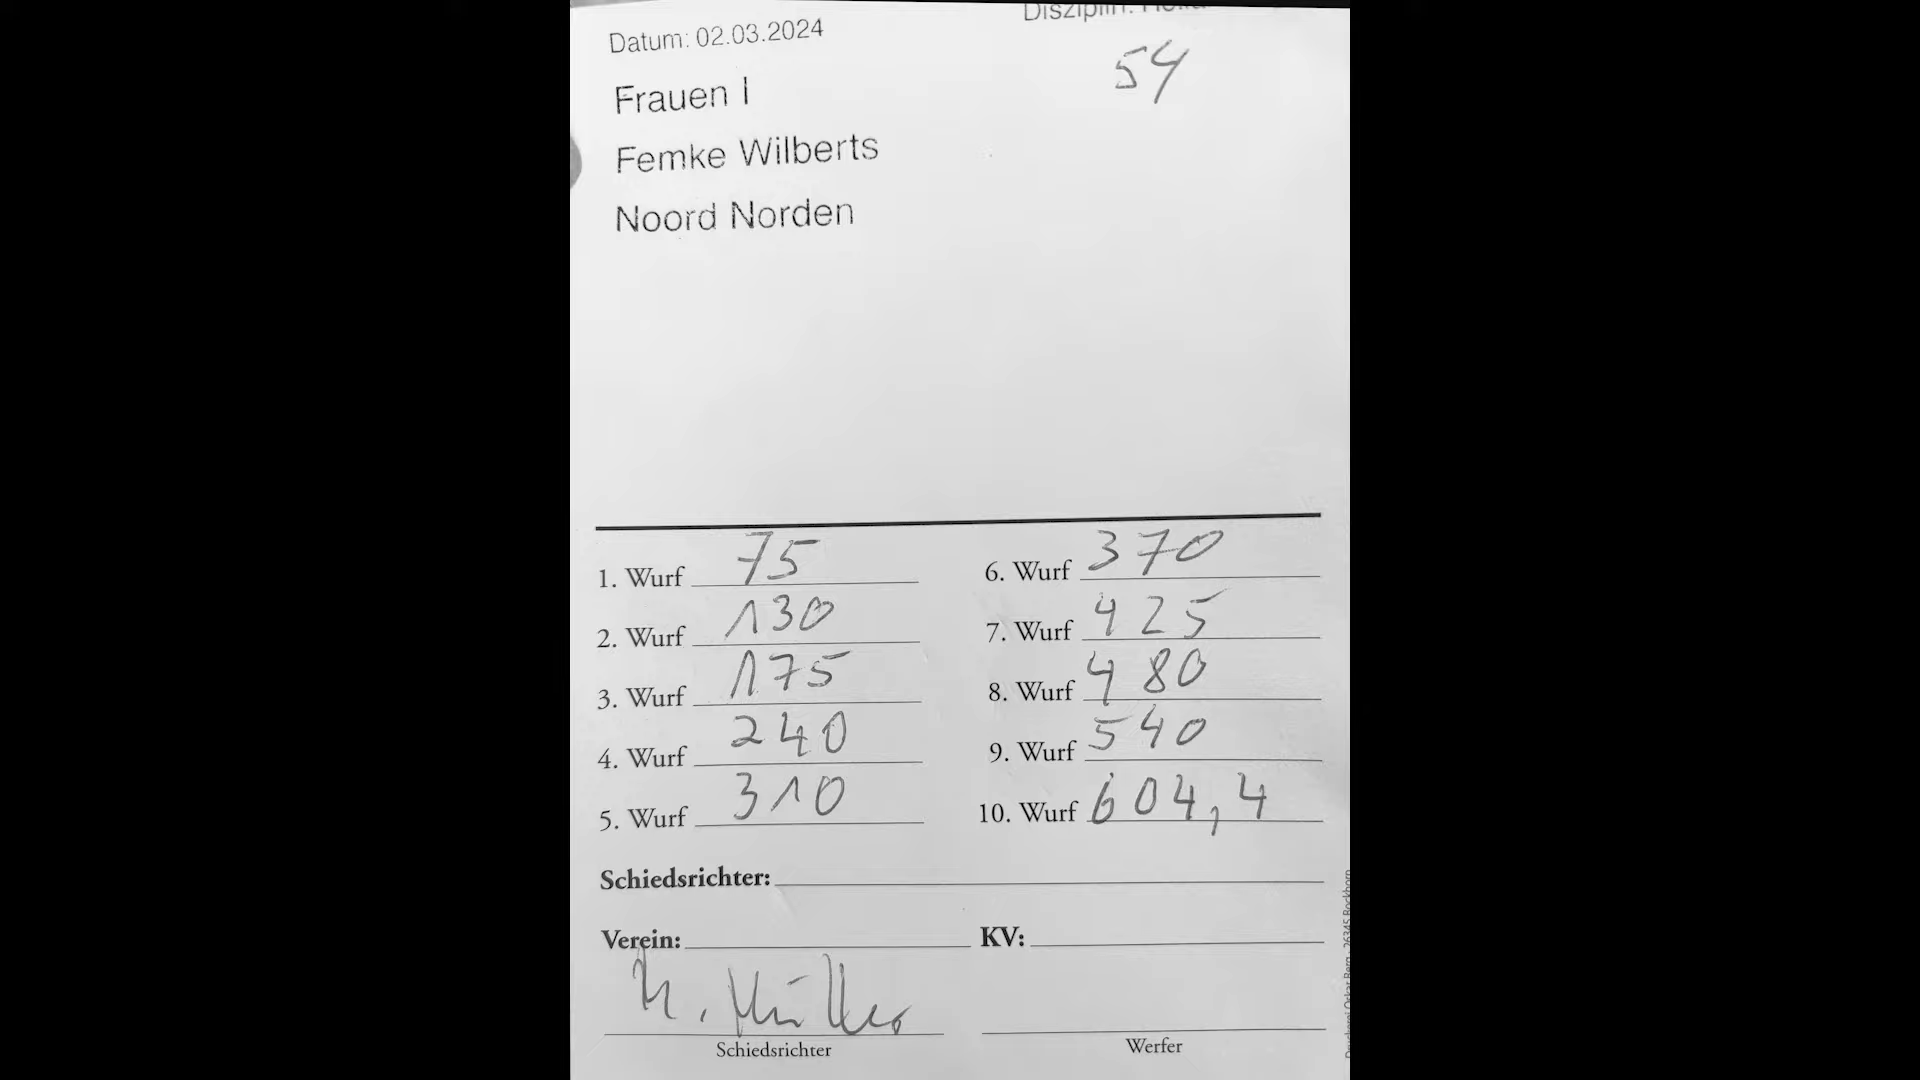 Datum: 02.03.2024
Disziplin:
54
Frauen I
Femke Wilberts
Noord Norden
1. Wurf 75
2. Wurf 130
3. Wurf 175
4. Wurf 240
5. Wurf 310
6. Wurf 370
7. Wurf 425
8. Wurf 480
9. Wurf 540
10. Wurf 604,4
Schiedsrichter:
Verein:
KV:
Schiedsrichter
Werfer